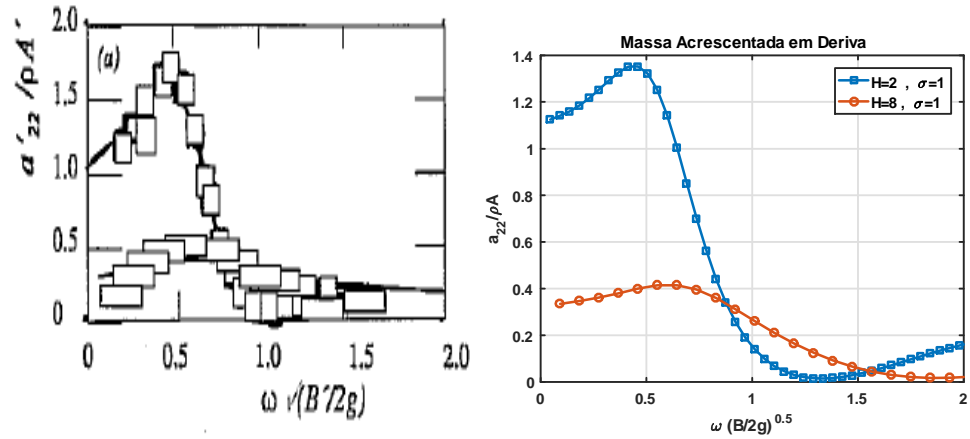 2.0
1.5
1.0
0.5
0
(a)
a'₂₂ /ρA'
0 0.5 1.0 1.5 2.0
ω √(B'/2g)
Massa Acrescentada em Deriva
1.4
1.2
1
0.8
0.6
0.4
0.2
0
a₂₂/ρA
H=2 , σ=1
H=8 , σ=1
0 0.5 1 1.5 2
ω (B/2g)^0.5